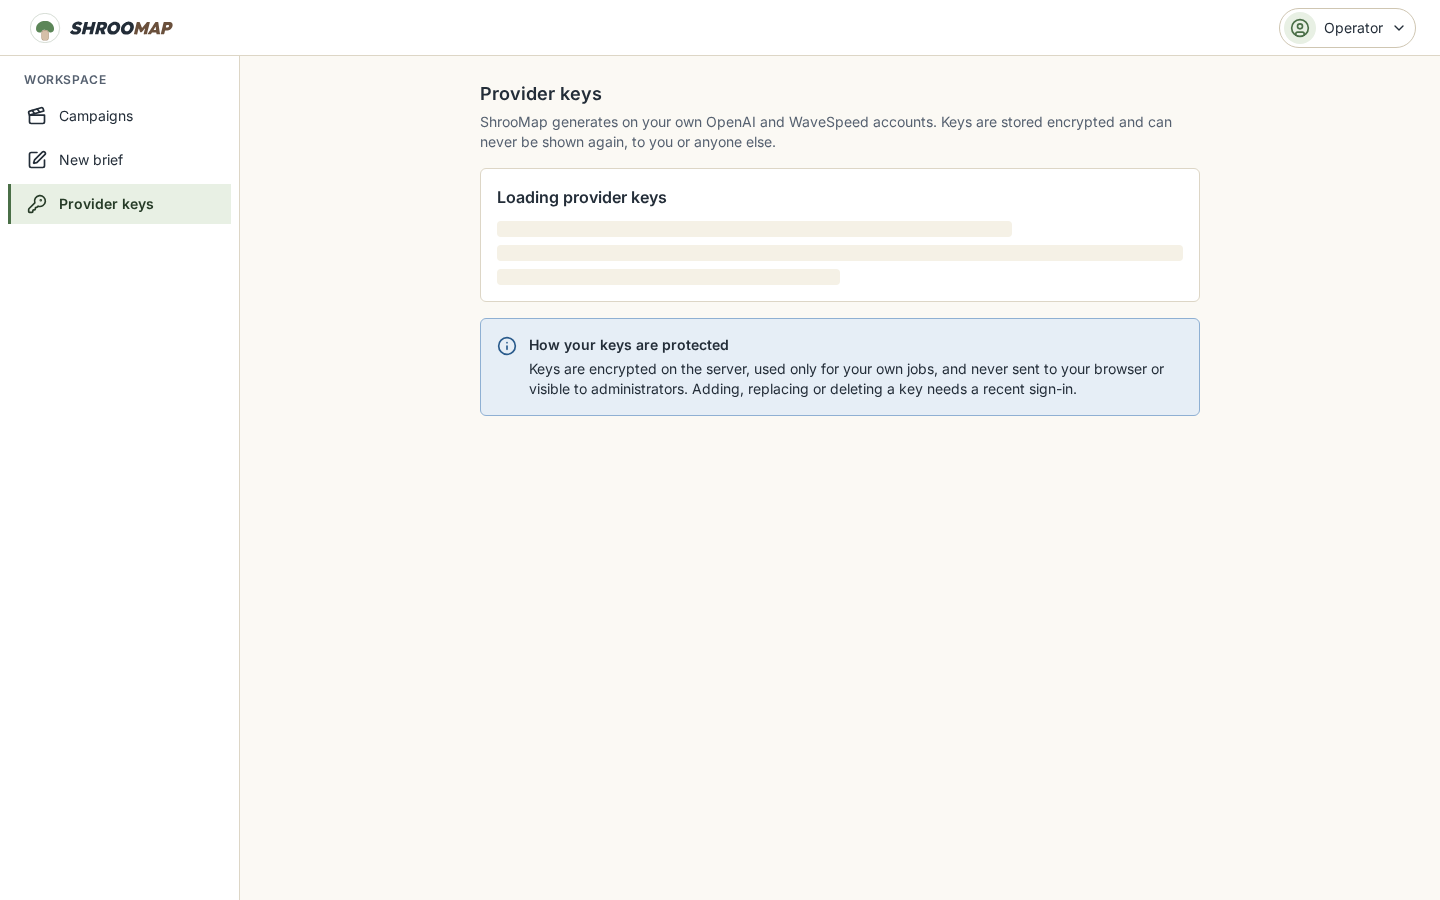 SHROOMAP
Operator
WORKSPACE
Campaigns
New brief
Provider keys
Provider keys
ShrooMap generates on your own OpenAI and WaveSpeed accounts. Keys are stored encrypted and can
never be shown again, to you or anyone else.
Loading provider keys
How your keys are protected
Keys are encrypted on the server, used only for your own jobs, and never sent to your browser or
visible to administrators. Adding, replacing or deleting a key needs a recent sign-in.